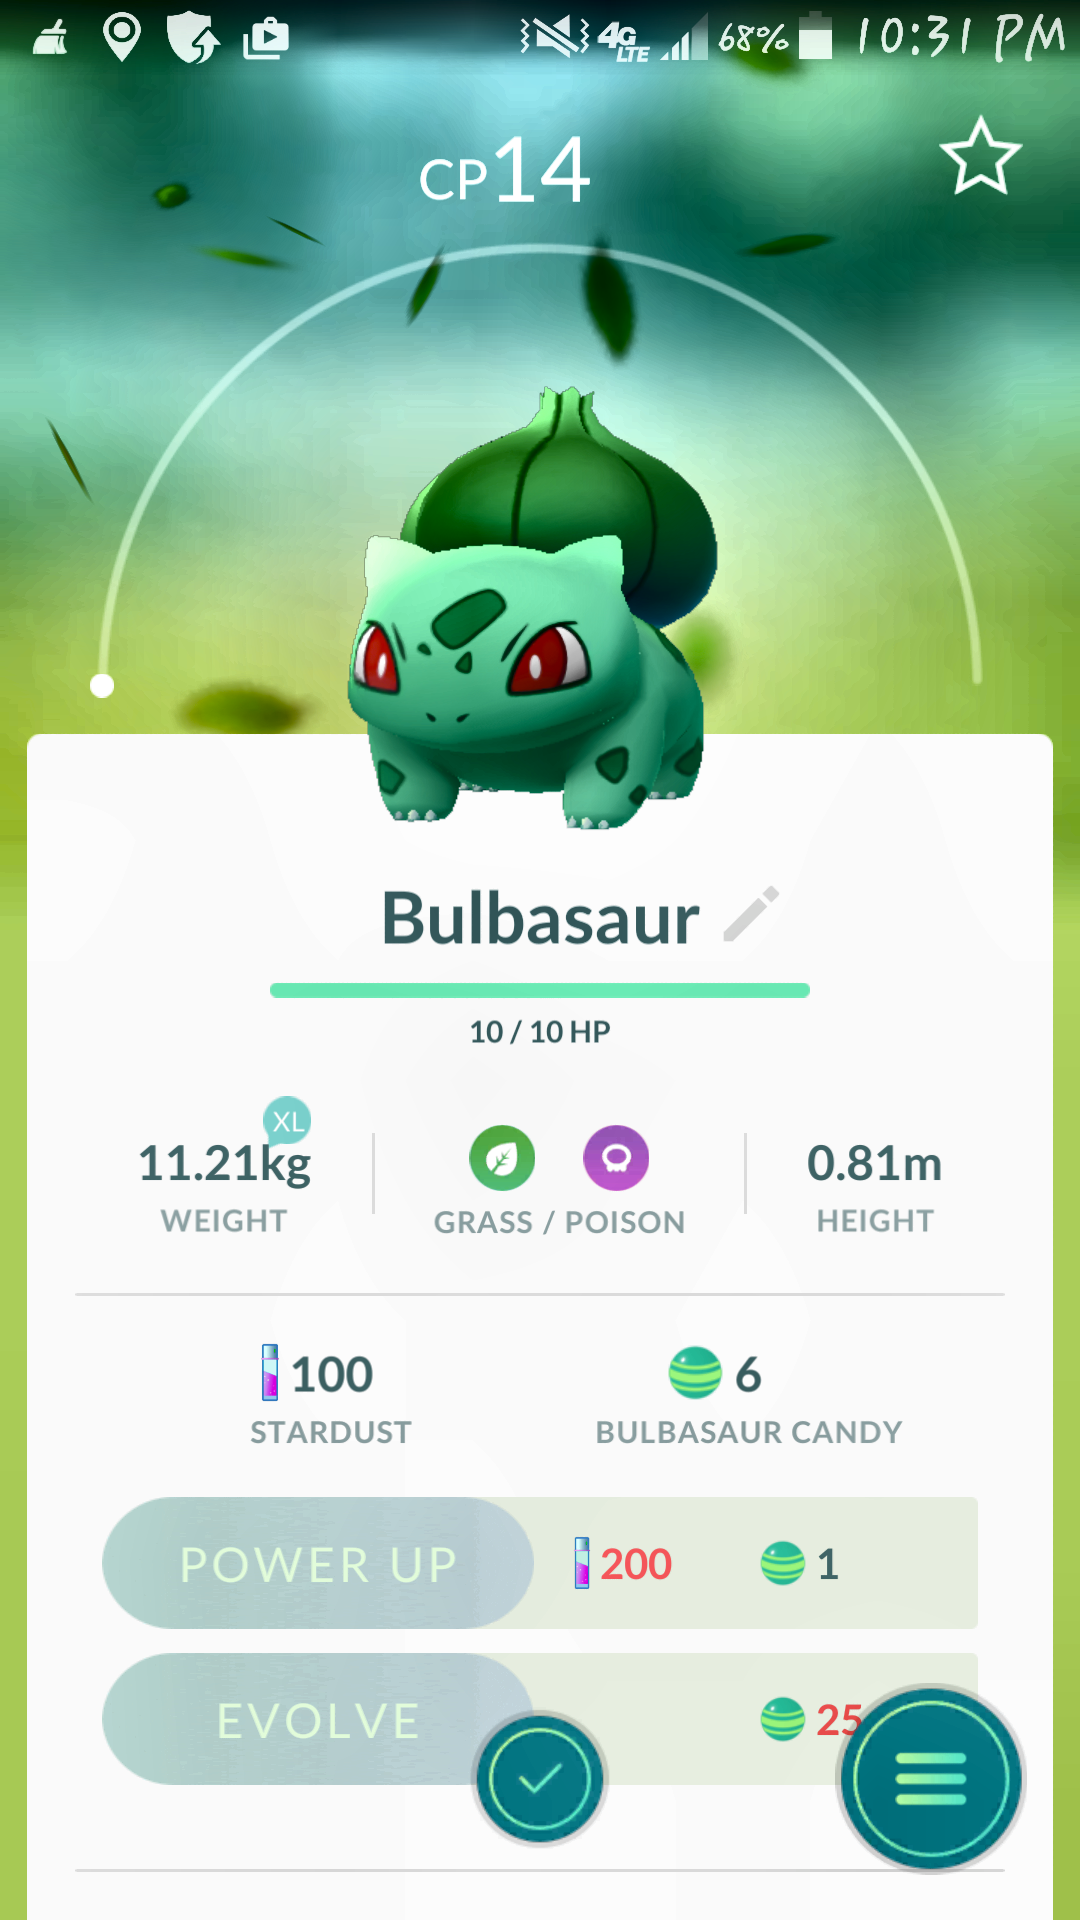 4G LTE 68% 10:31 PM
CP14
Bulbasaur
10 / 10 HP
XL
11.21kg
WEIGHT
GRASS / POISON
0.81m
HEIGHT
100
STARDUST
6
BULBASAUR CANDY
POWER UP 200 1
EVOLVE 25